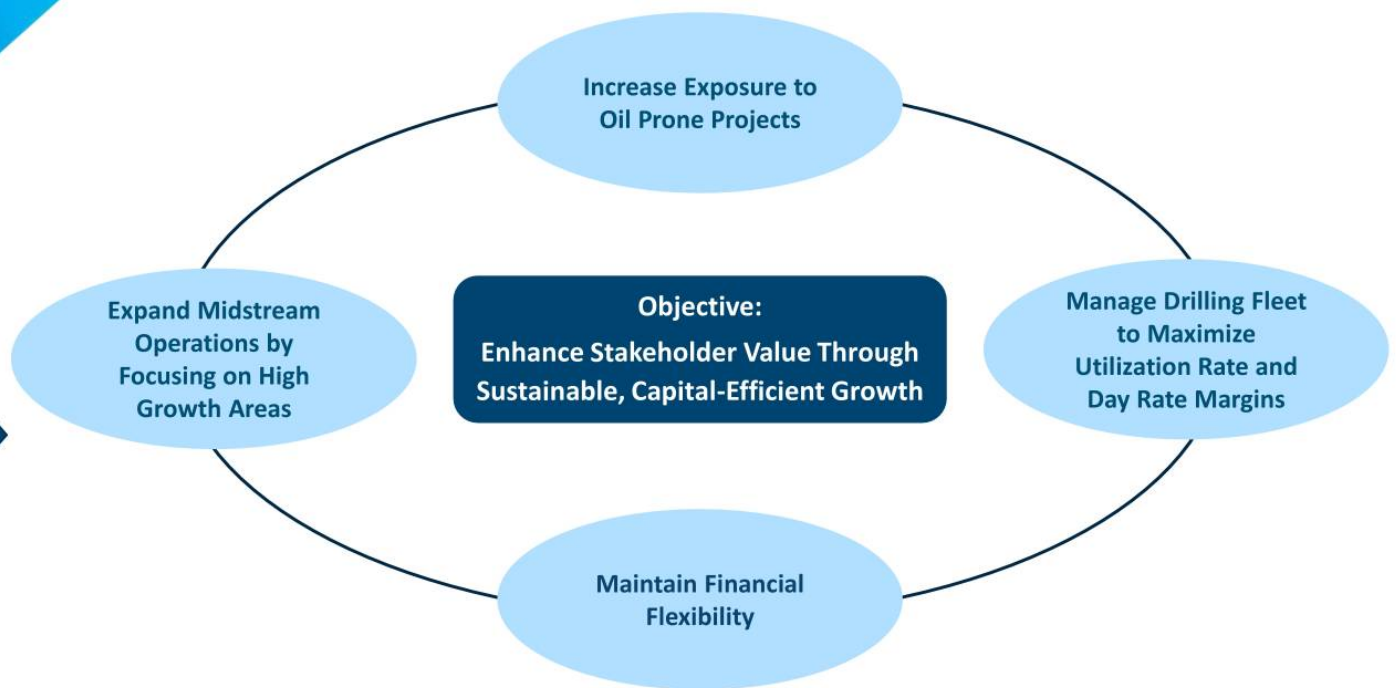 Increase Exposure to
Oil Prone Projects
Expand Midstream
Operations by
Focusing on High
Growth Areas
Objective:
Enhance Stakeholder Value Through
Sustainable, Capital-Efficient Growth
Manage Drilling Fleet
to Maximize
Utilization Rate and
Day Rate Margins
Maintain Financial
Flexibility